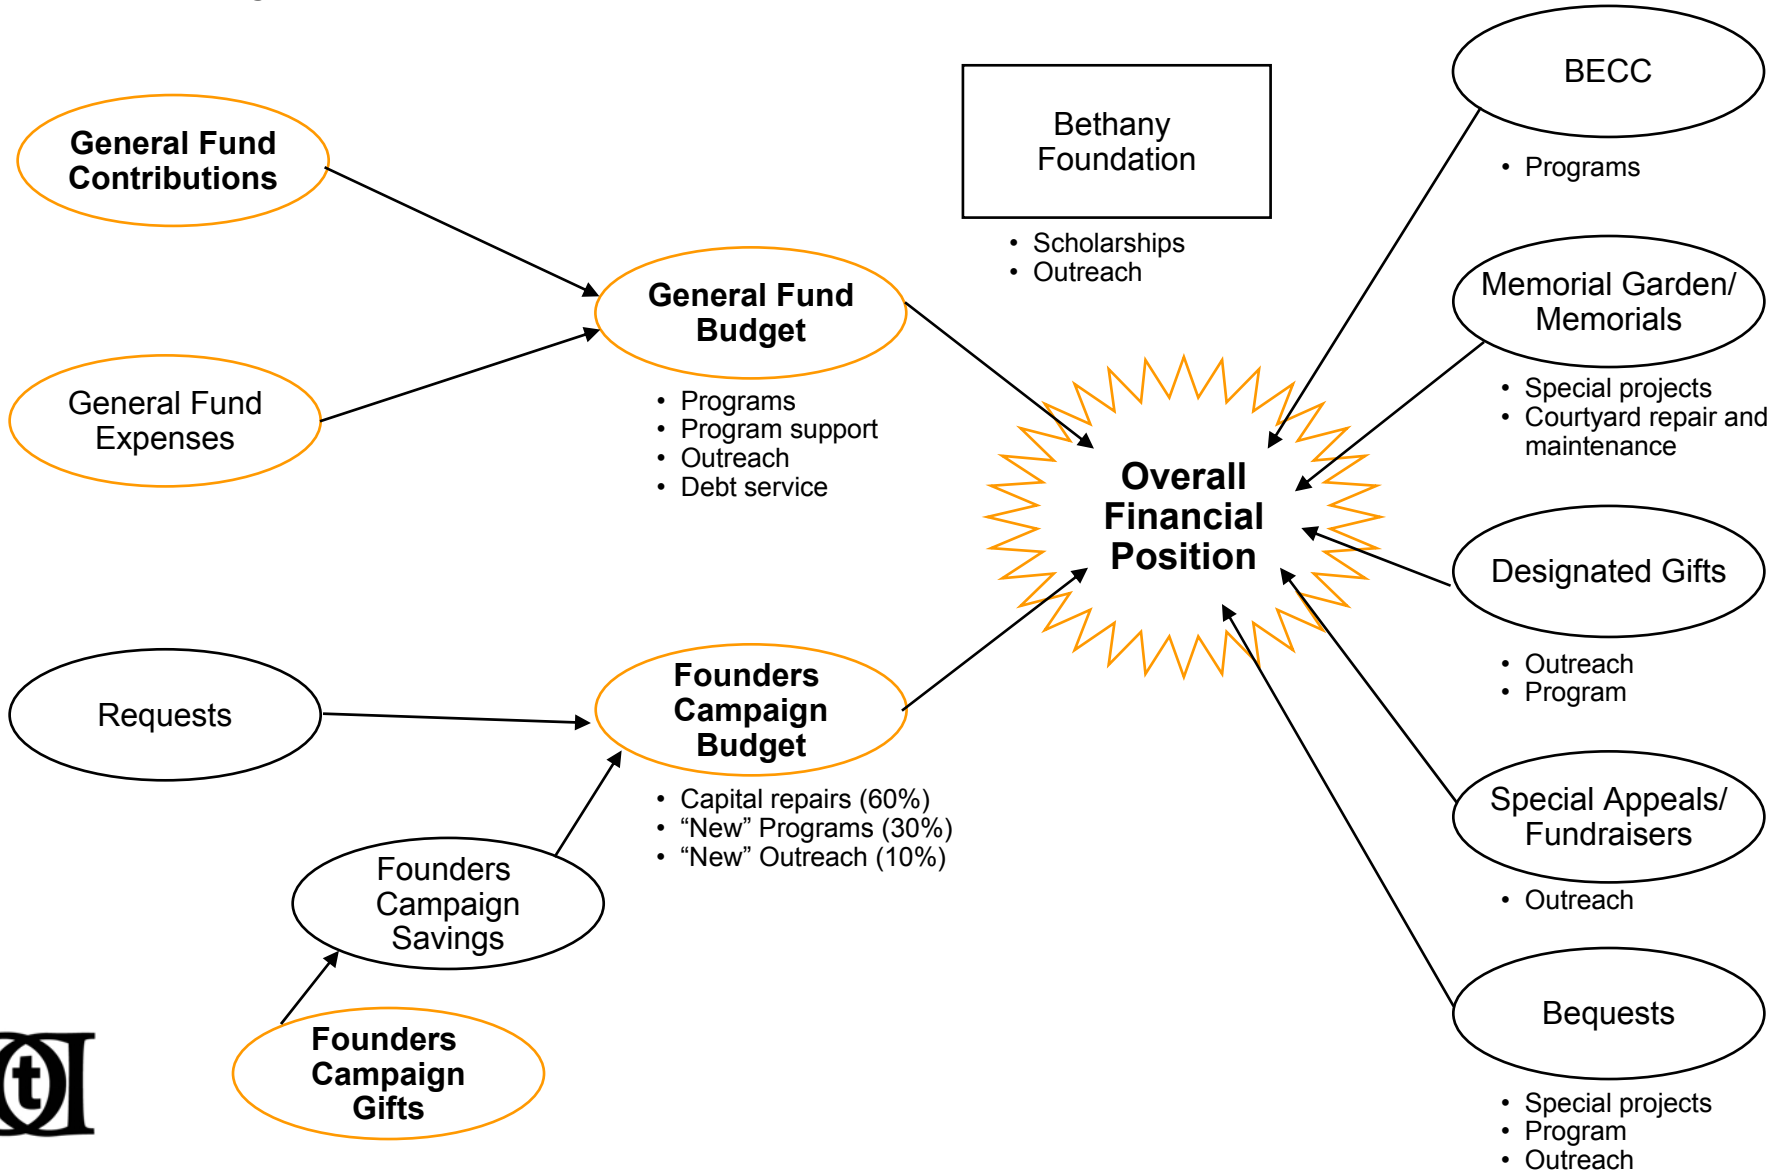 General Fund
Contributions
General Fund
Expenses
General Fund
Budget
• Programs
• Program support
• Outreach
• Debt service
Bethany
Foundation
• Scholarships
• Outreach
BECC
• Programs
Memorial Garden/
Memorials
• Special projects
• Courtyard repair and
maintenance
Overall
Financial
Position
Designated Gifts
• Outreach
• Program
Requests
Founders
Campaign
Budget
• Capital repairs (60%)
• “New” Programs (30%)
• “New” Outreach (10%)
Founders
Campaign
Savings
Founders
Campaign
Gifts
Special Appeals/
Fundraisers
• Outreach
Bequests
• Special projects
• Program
• Outreach
t